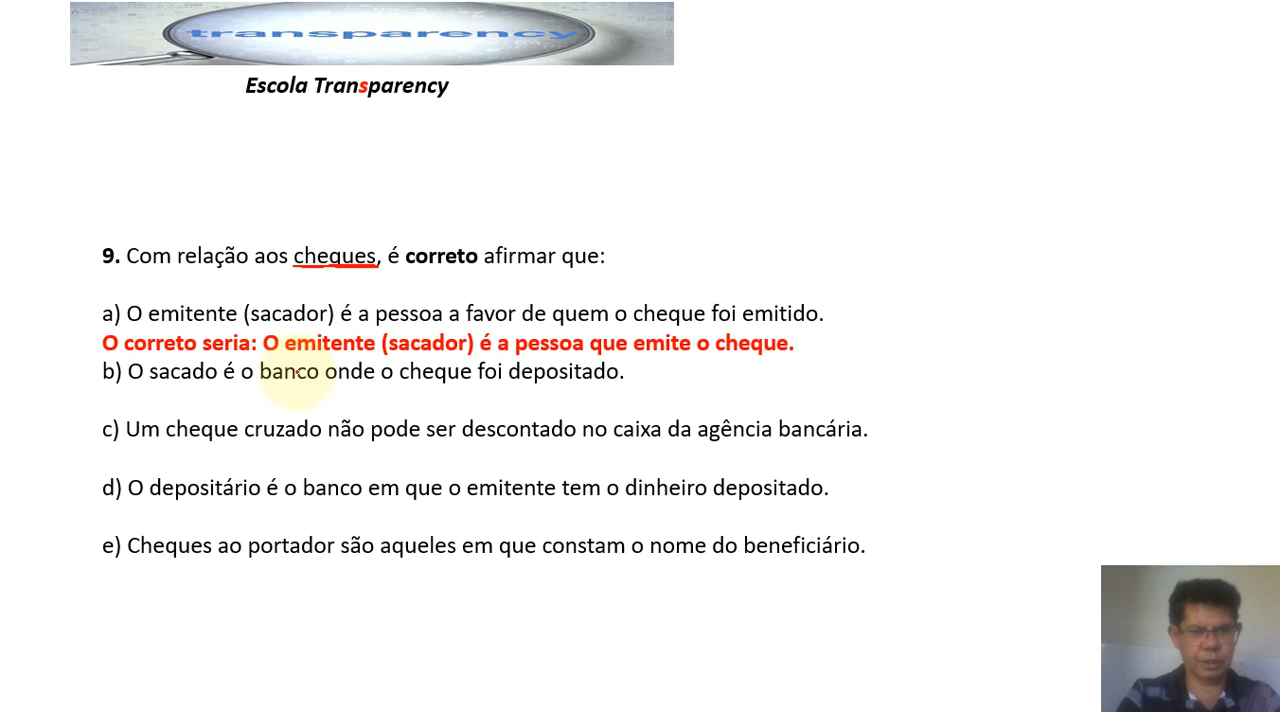 transparency
Escola Transparency
9. Com relação aos cheques, é correto afirmar que:
a) O emitente (sacador) é a pessoa a favor de quem o cheque foi emitido.
O correto seria: O emitente (sacador) é a pessoa que emite o cheque.
b) O sacado é o banco onde o cheque foi depositado.
c) Um cheque cruzado não pode ser descontado no caixa da agência bancária.
d) O depositário é o banco em que o emitente tem o dinheiro depositado.
e) Cheques ao portador são aqueles em que constam o nome do beneficiário.